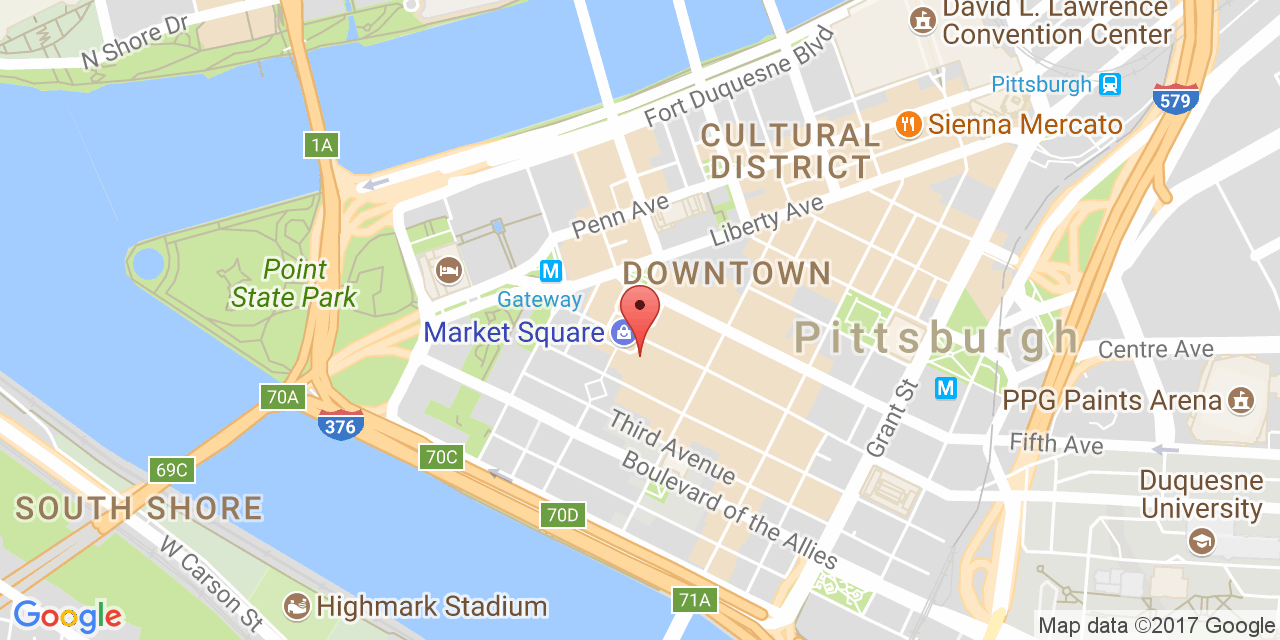 David L. Lawrence
Convention Center
N Shore Dr
Fort Duquesne Blvd
Pittsburgh
579
1A
CULTURAL
DISTRICT
Sienna Mercato
Penn Ave
Liberty Ave
Point
State Park
M
Gateway
DOWNTOWN
Market Square
Pittsburgh
Centre Ave
70A
376
M
PPG Paints Arena
Grant St
Third Avenue
Fifth Ave
70C
69C
Boulevard of the Allies
Duquesne
University
SOUTH SHORE
70D
W Carson St
Highmark Stadium
71A
Google
Map data ©2017 Google